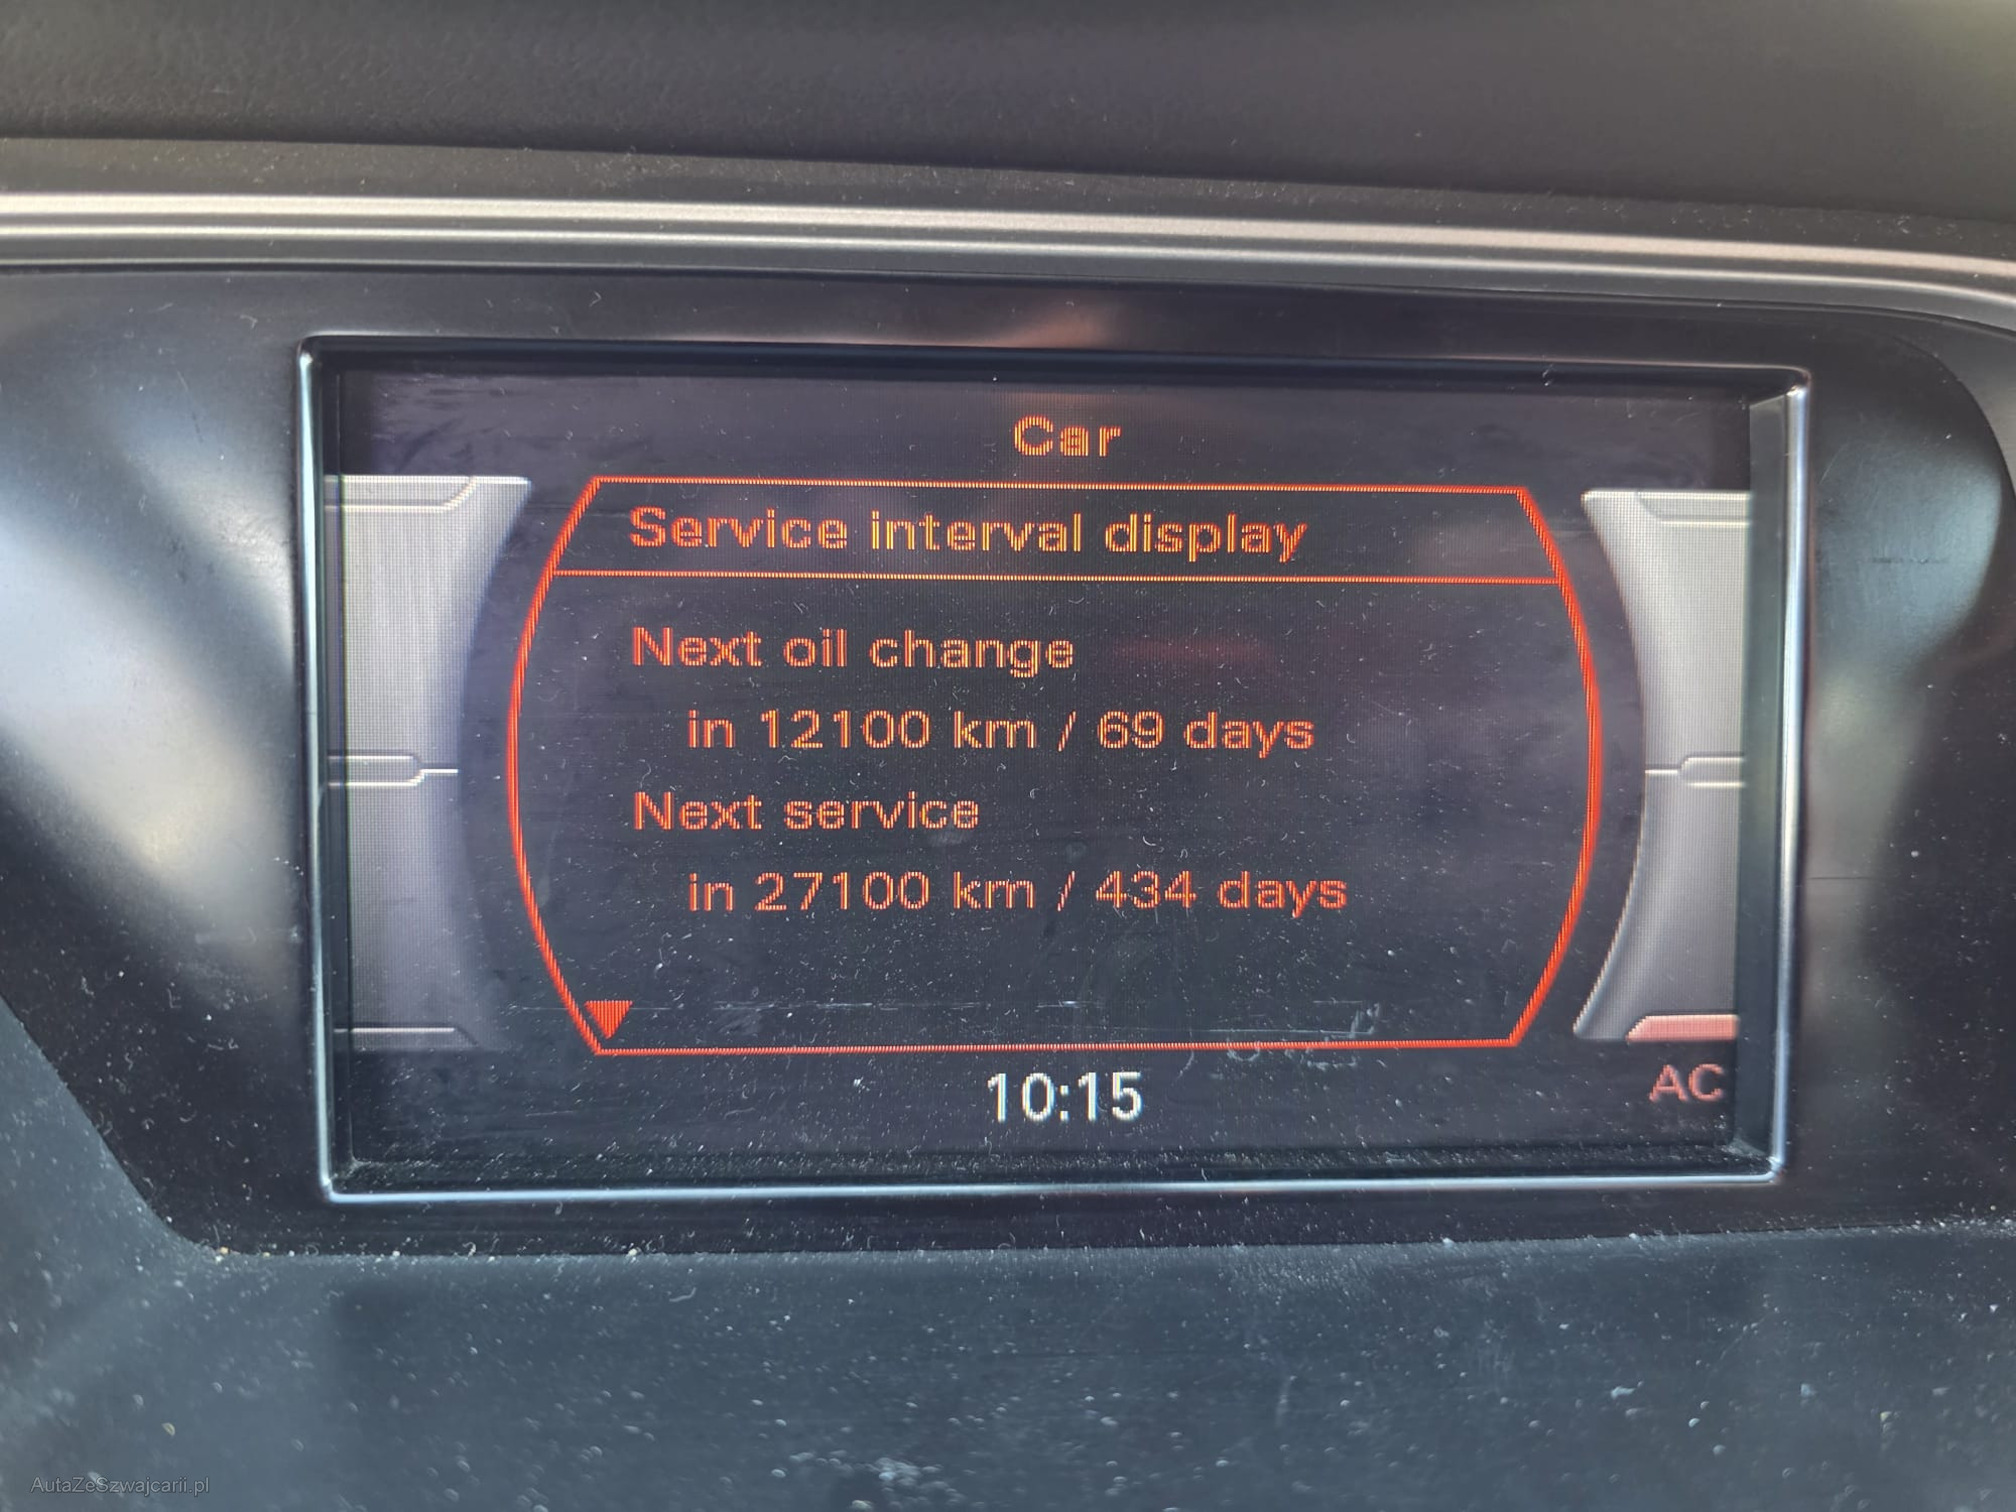 Car
Service interval display
Next oil change
in 12100 km / 69 days
Next service
in 27100 km / 434 days
10:15
AC
AutaZeSzwajcarii.pl